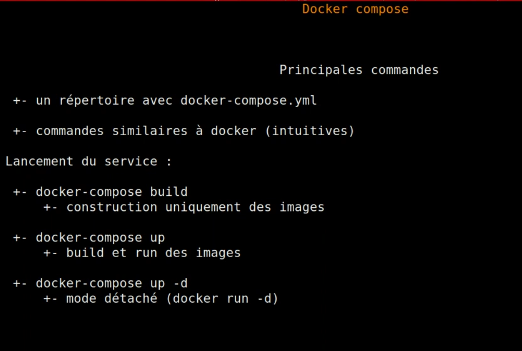 Docker compose
Principales commandes
+- un répertoire avec docker-compose.yml
+- commandes similaires à docker (intuitives)
Lancement du service :
+- docker-compose build
+- construction uniquement des images
+- docker-compose up
+- build et run des images
+- docker-compose up -d
+- mode détaché (docker run -d)